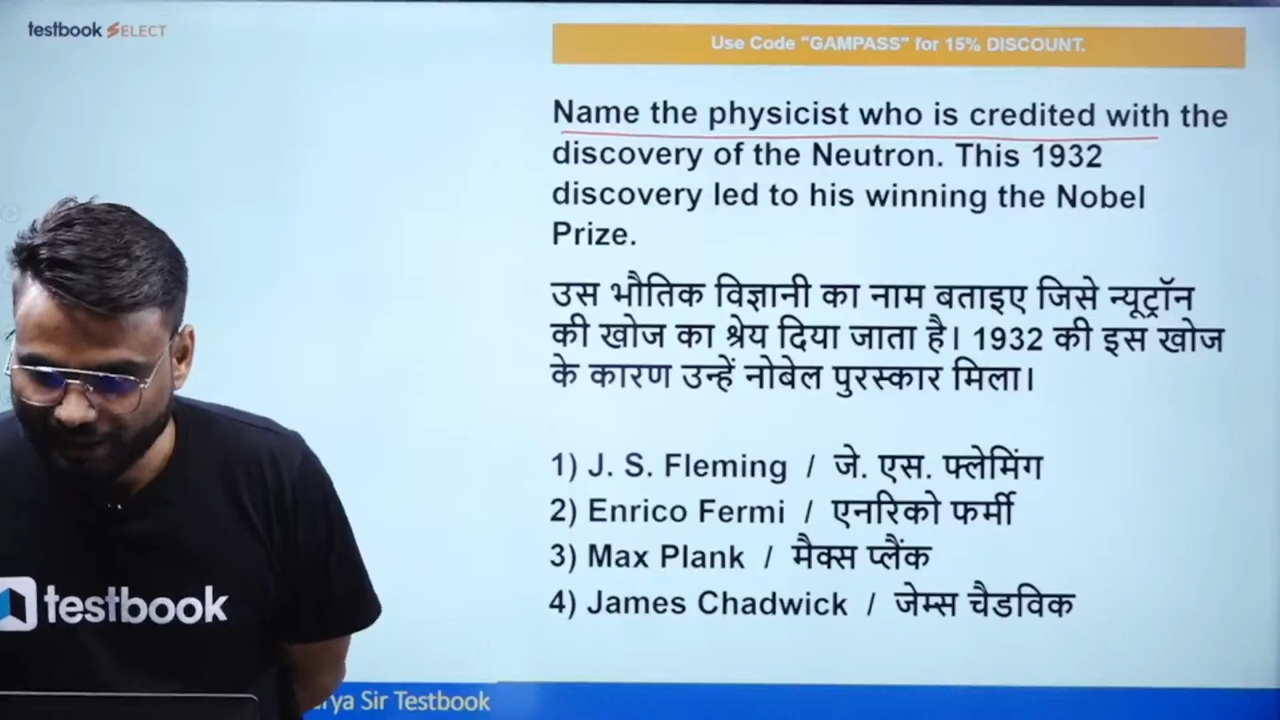 testbook SELECT
Use Code "GAMPASS" for 15% DISCOUNT.
Name the physicist who is credited with the
discovery of the Neutron. This 1932
discovery led to his winning the Nobel
Prize.
उस भौतिक विज्ञानी का नाम बताइए जिसे न्यूट्रॉन
की खोज का श्रेय दिया जाता है। 1932 की इस खोज
के कारण उन्हें नोबेल पुरस्कार मिला।
1) J. S. Fleming / जे. एस. फ्लेमिंग
2) Enrico Fermi / एनरिको फर्मी
3) Max Plank / मैक्स प्लैंक
4) James Chadwick / जेम्स चैडविक
testbook
Sir Testbook